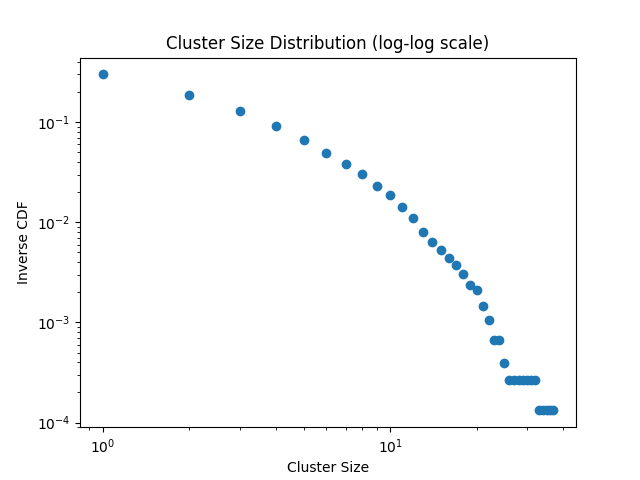 Cluster Size Distribution (log-log scale)
Inverse CDF
10⁻¹
10⁻²
10⁻³
10⁻⁴
10⁰
10¹
Cluster Size